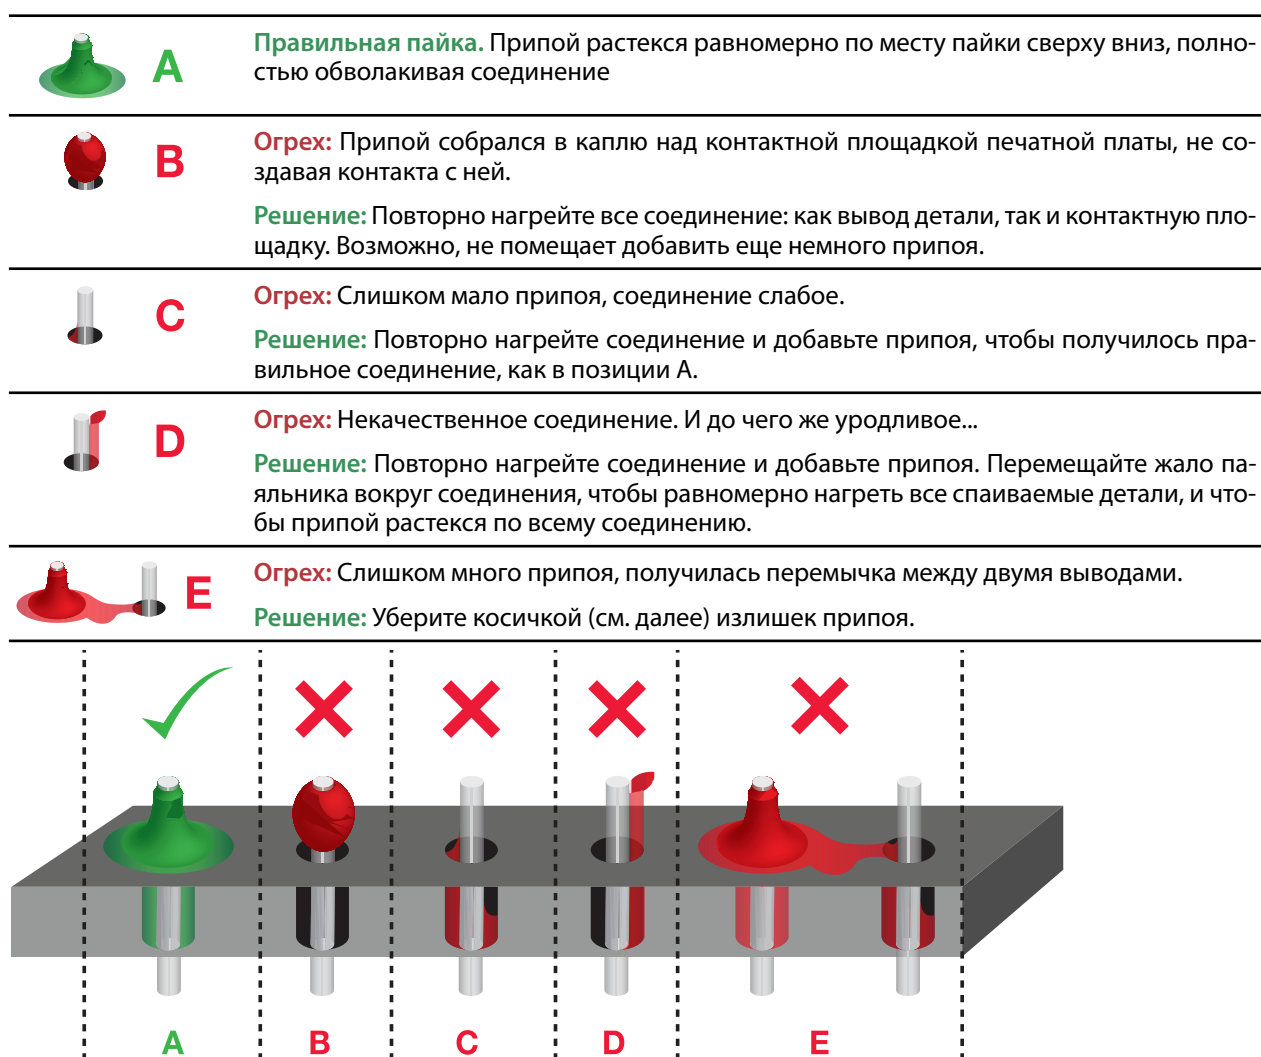 A
Правильная пайка. Припой растекся равномерно по месту пайки сверху вниз, полно-
стью обволакивая соединение
B
Огрех: Припой собрался в каплю над контактной площадкой печатной платы, не со-
здавая контакта с ней.
Решение: Повторно нагрейте все соединение: как вывод детали, так и контактную пло-
щадку. Возможно, не помещает добавить еще немного припоя.
C
Огрех: Слишком мало припоя, соединение слабое.
Решение: Повторно нагрейте соединение и добавьте припоя, чтобы получилось пра-
вильное соединение, как в позиции А.
D
Огрех: Некачественное соединение. И до чего же уродливое...
Решение: Повторно нагрейте соединение и добавьте припоя. Перемещайте жало па-
яльника вокруг соединения, чтобы равномерно нагреть все спаиваемые детали, и что-
бы припой растекся по всему соединению.
E
Огрех: Слишком много припоя, получилась перемычка между двумя выводами.
Решение: Уберите косичкой (см. далее) излишек припоя.
A B C D E